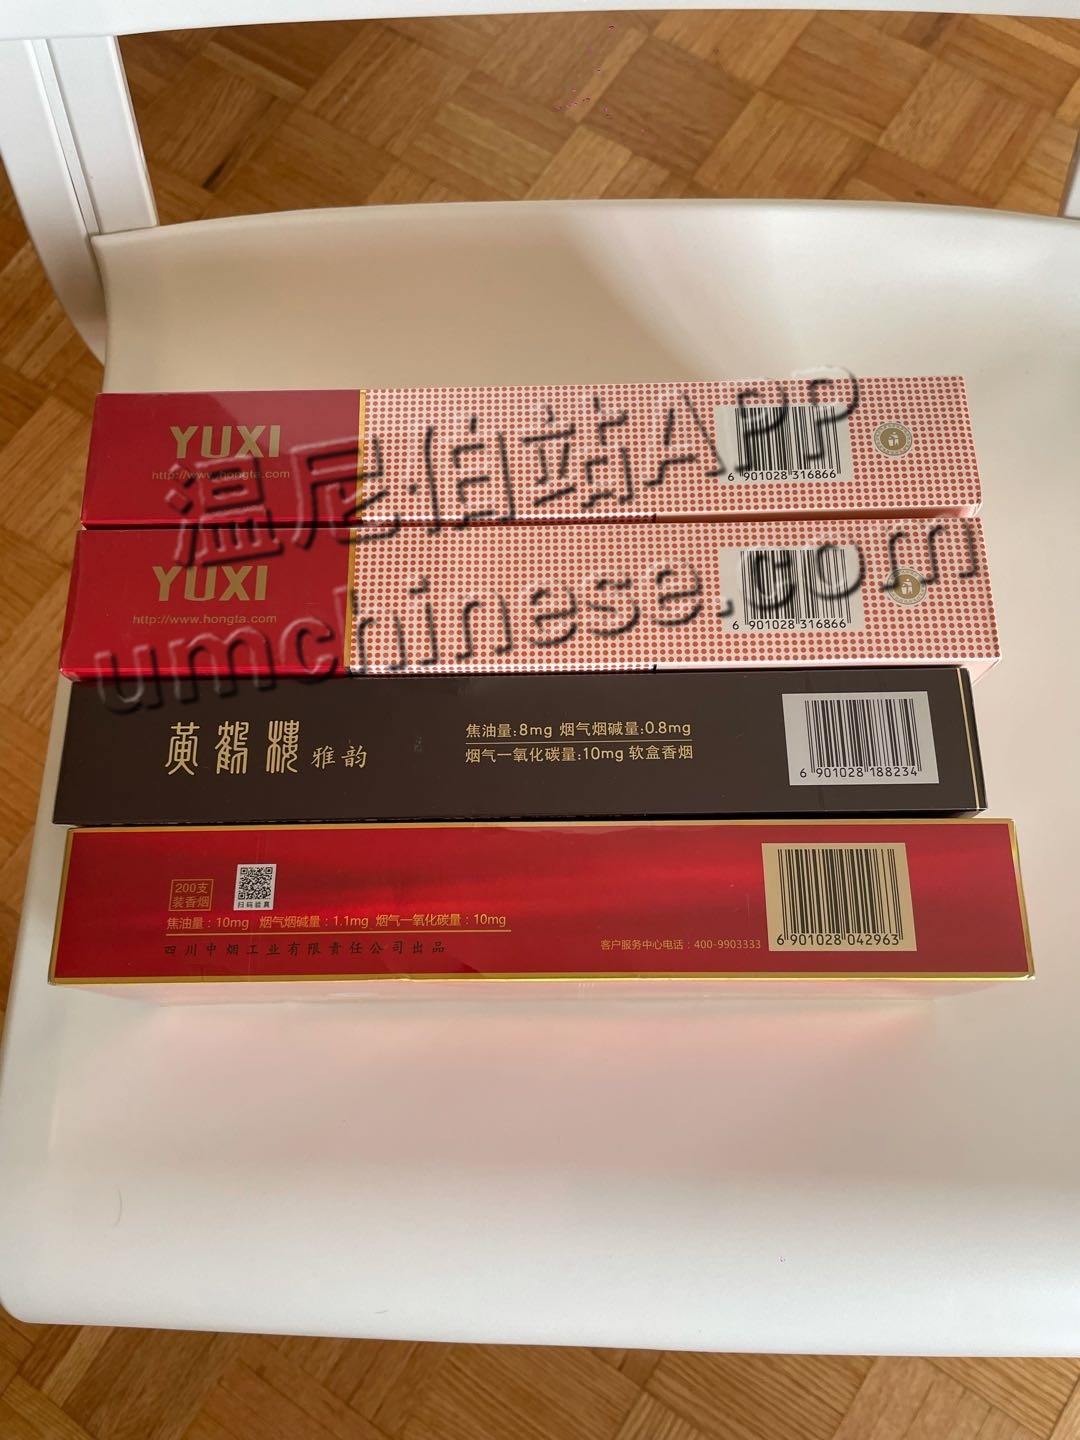 YUXI
http://www.hongta.com
6 901028 316866
温尼伯站APP
YUXI
http://www.hongta.com
6 901028 316866
umchinese.com
黄鹤楼 雅韵
焦油量:8mg 烟气烟碱量:0.8mg
烟气一氧化碳量:10mg 软盒香烟
6 901028 188234
200支
装香烟
扫码验真
焦油量:10mg 烟气烟碱量:1.1mg 烟气一氧化碳量:10mg
四川中烟工业有限责任公司出品
客户服务中心电话:400-9903333
6 901028 042963